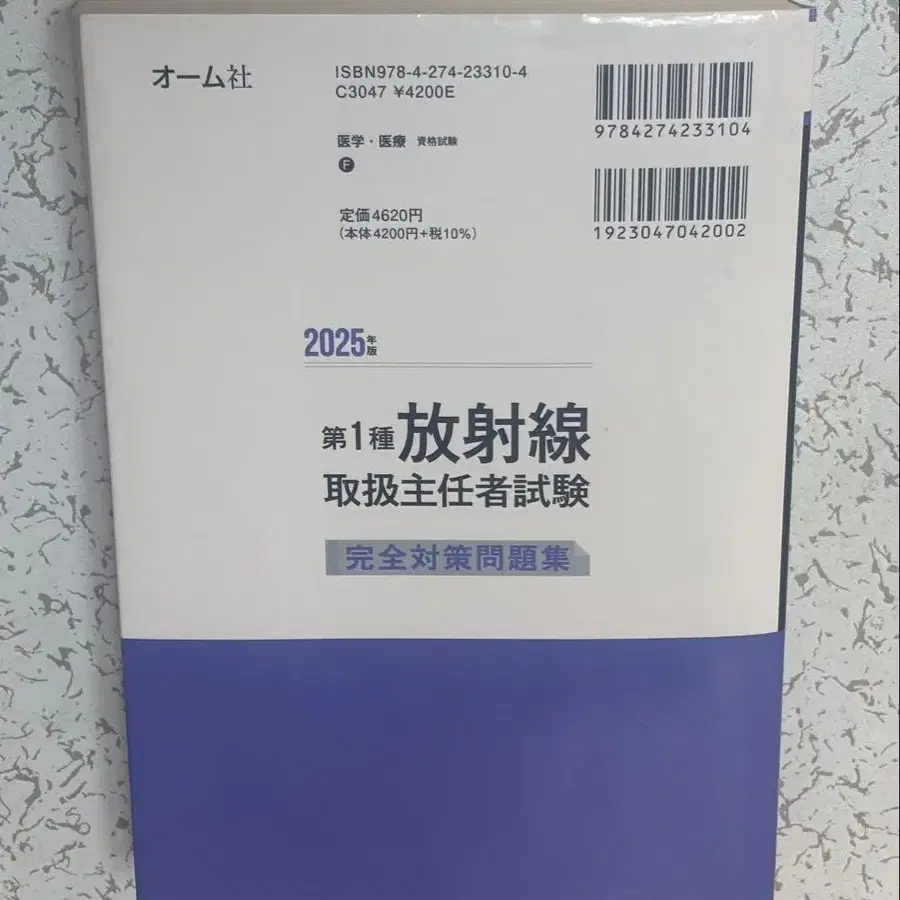 オーム社
ISBN978-4-274-23310-4
C3047 ¥4200E
医学・医療 資格試験
F
定価4620円
(本体4200円+税10%)
9784274233104
1923047042002
2025年版
第1種放射線
取扱主任者試験
完全対策問題集